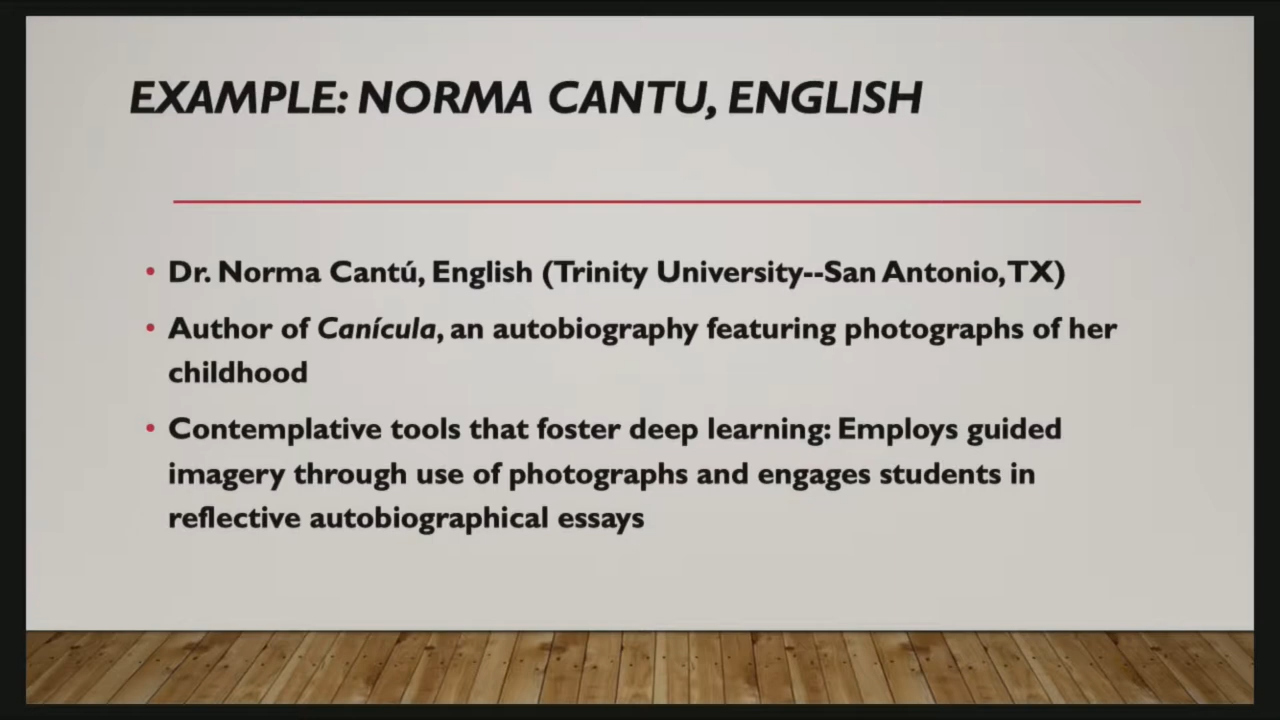 EXAMPLE: NORMA CANTU, ENGLISH
• Dr. Norma Cantú, English (Trinity University--San Antonio, TX)
• Author of Canícula, an autobiography featuring photographs of her
childhood
• Contemplative tools that foster deep learning: Employs guided
imagery through use of photographs and engages students in
reflective autobiographical essays